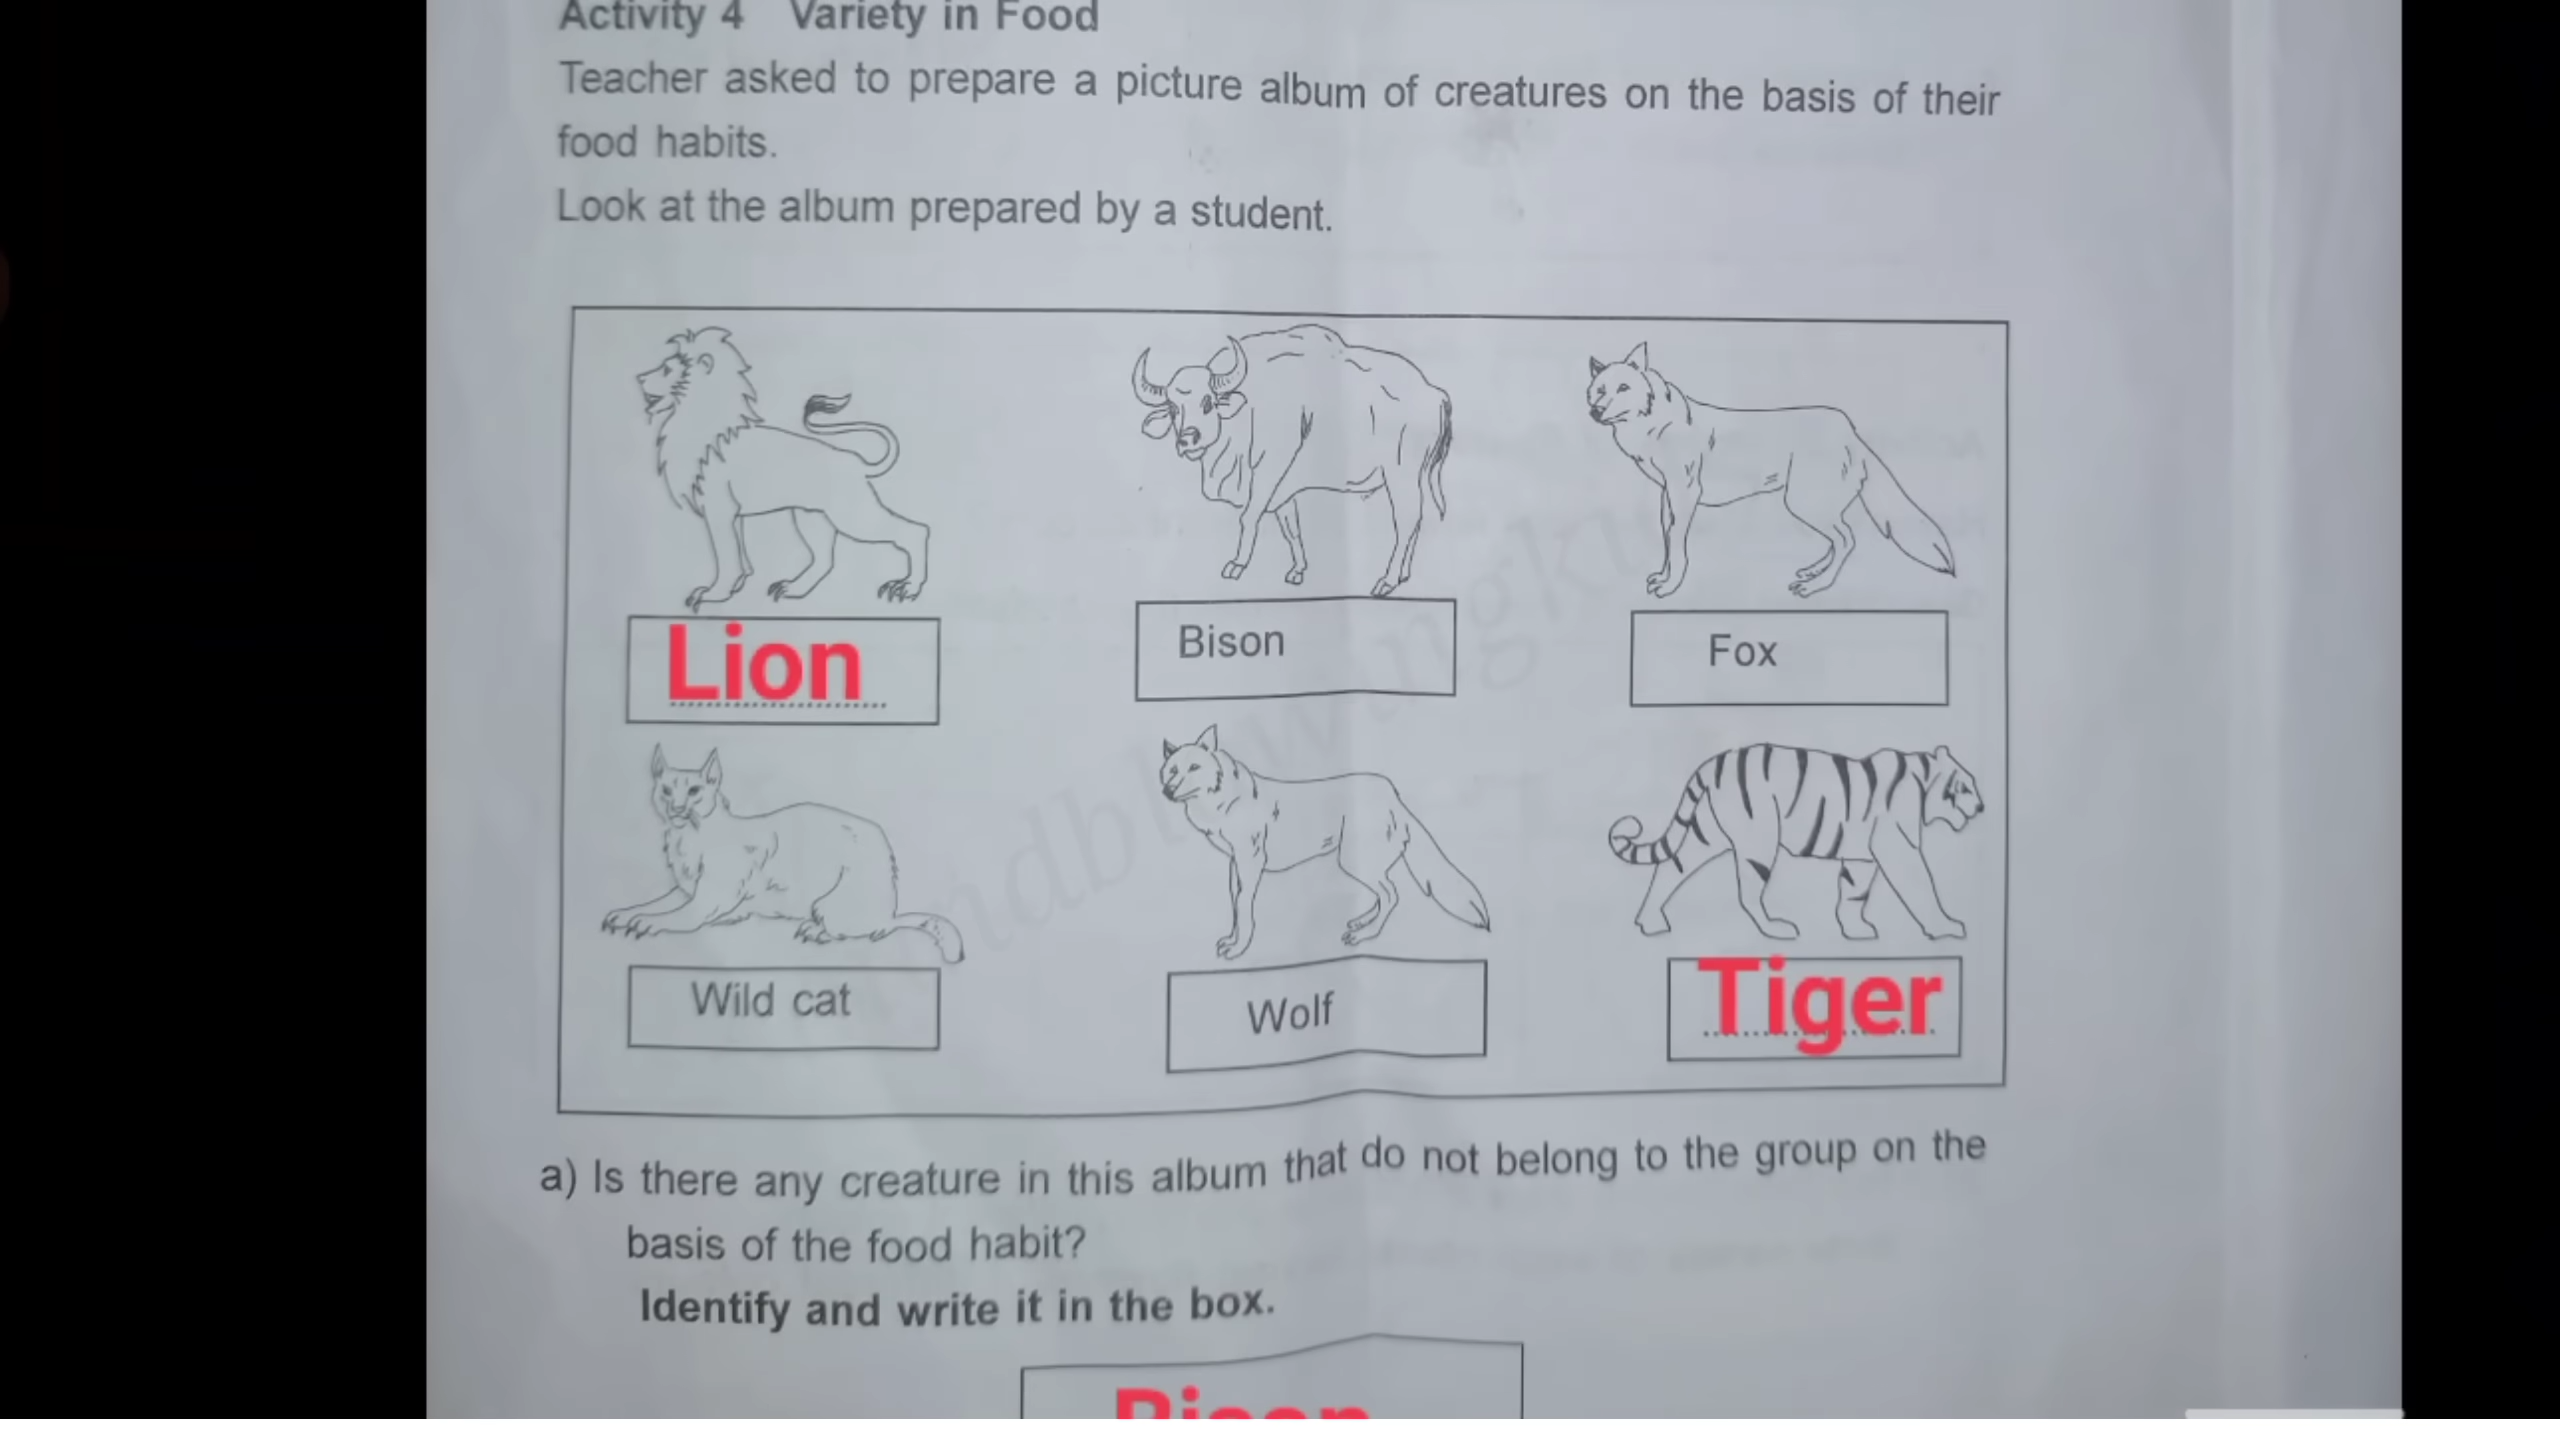 Activity 4 Variety in Food
Teacher asked to prepare a picture album of creatures on the basis of their
food habits.
Look at the album prepared by a student.
Lion
Bison
Fox
Wild cat
Wolf
Tiger
a) Is there any creature in this album that do not belong to the group on the
basis of the food habit?
Identify and write it in the box.
Bison